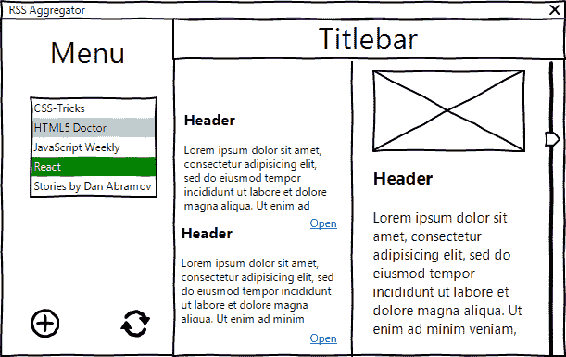 RSS Aggregator
Menu
CSS-Tricks
HTML5 Doctor
JavaScript Weekly
React
Stories by Dan Abramov
Titlebar
Header
Lorem ipsum dolor sit amet,
consectetur adipisicing elit,
sed do eiusmod tempor
incididunt ut labore et dolore
magna aliqua. Ut enim ad
Open
Header
Lorem ipsum dolor sit amet,
consectetur adipisicing elit,
sed do eiusmod tempor incididunt
ut labore et dolore magna
aliqua. Ut enim ad minim
Open
Header
Lorem ipsum dolor sit
amet, consectetur
adipisicing elit, sed do
eiusmod tempor
incididunt ut labore et
dolore magna aliqua. Ut
enim ad minim veniam,